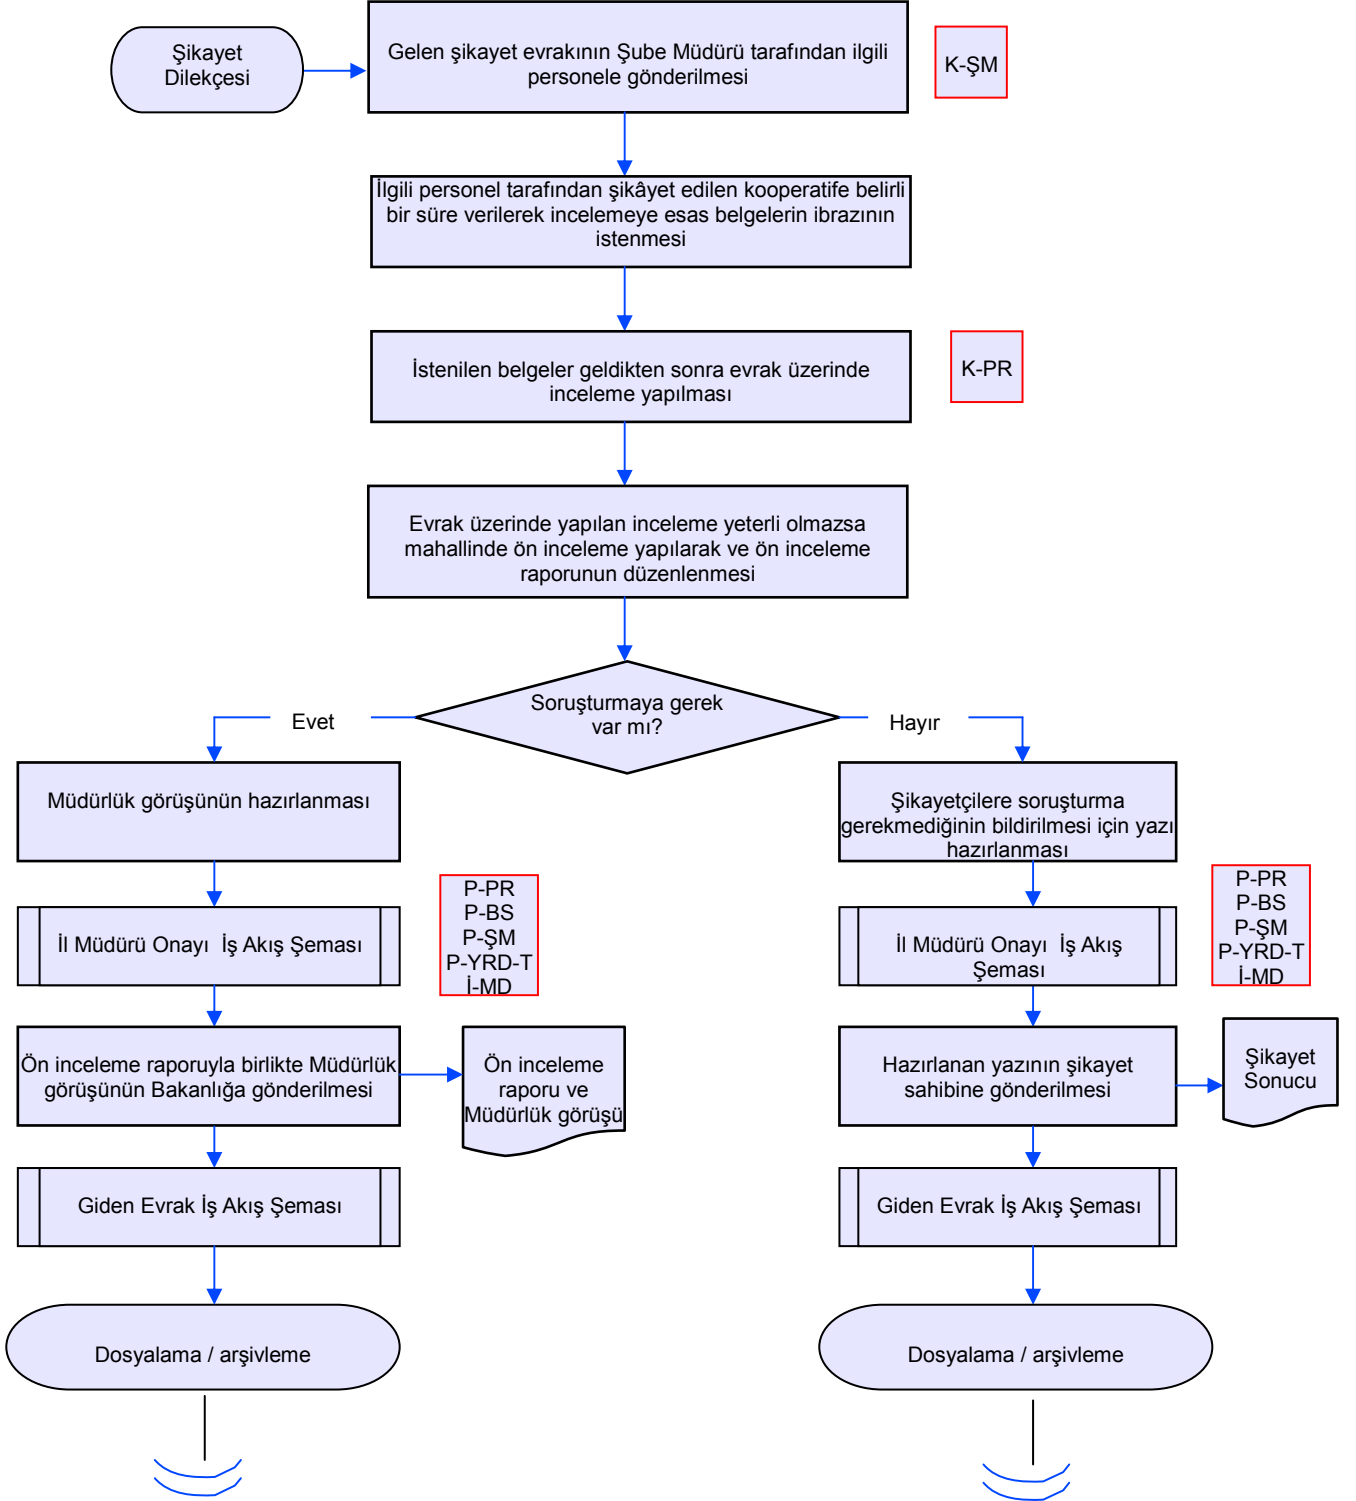 Şikayet
Dilekçesi
Gelen şikayet evrakının Şube Müdürü tarafından ilgili
personele gönderilmesi
K-ŞM
İlgili personel tarafından şikâyet edilen kooperatife belirli
bir süre verilerek incelemeye esas belgelerin ibrazının
istenmesi
İstenilen belgeler geldikten sonra evrak üzerinde
inceleme yapılması
K-PR
Evrak üzerinde yapılan inceleme yeterli olmazsa
mahallinde ön inceleme yapılarak ve ön inceleme
raporunun düzenlenmesi
Soruşturmaya gerek
var mı?
Evet
Hayır
Müdürlük görüşünün hazırlanması
P-PR
P-BS
P-ŞM
P-YRD-T
İ-MD
İl Müdürü Onayı İş Akış Şeması
Ön inceleme raporuyla birlikte Müdürlük
görüşünün Bakanlığa gönderilmesi
Ön inceleme
raporu ve
Müdürlük görüşü
Giden Evrak İş Akış Şeması
Dosyalama / arşivleme
Şikayetçilere soruşturma
gerekmediğinin bildirilmesi için yazı
hazırlanması
P-PR
P-BS
P-ŞM
P-YRD-T
İ-MD
İl Müdürü Onayı İş Akış
Şeması
Hazırlanan yazının şikayet
sahibine gönderilmesi
Şikayet
Sonucu
Giden Evrak İş Akış Şeması
Dosyalama / arşivleme